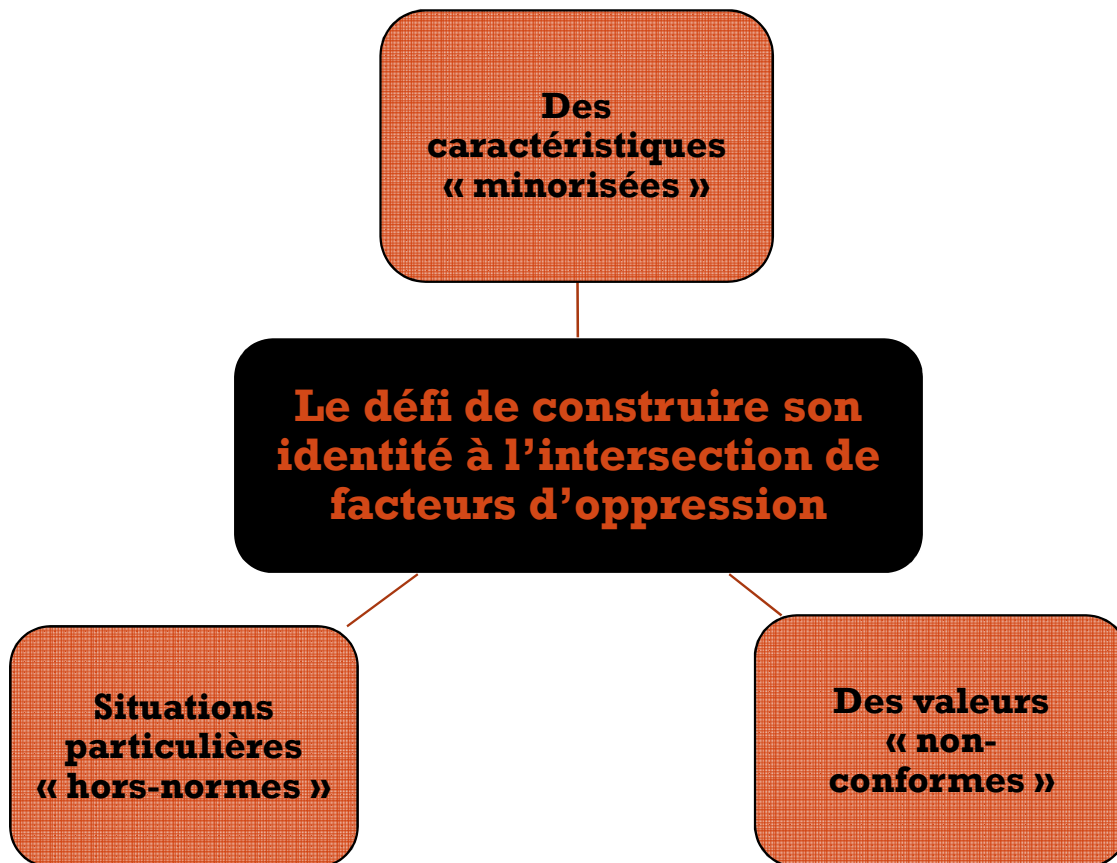 Des
caractéristiques
« minorisées »
Le défi de construire son
identité à l’intersection de
facteurs d’oppression
Situations
particulières
« hors-normes »
Des valeurs
« non-
conformes »